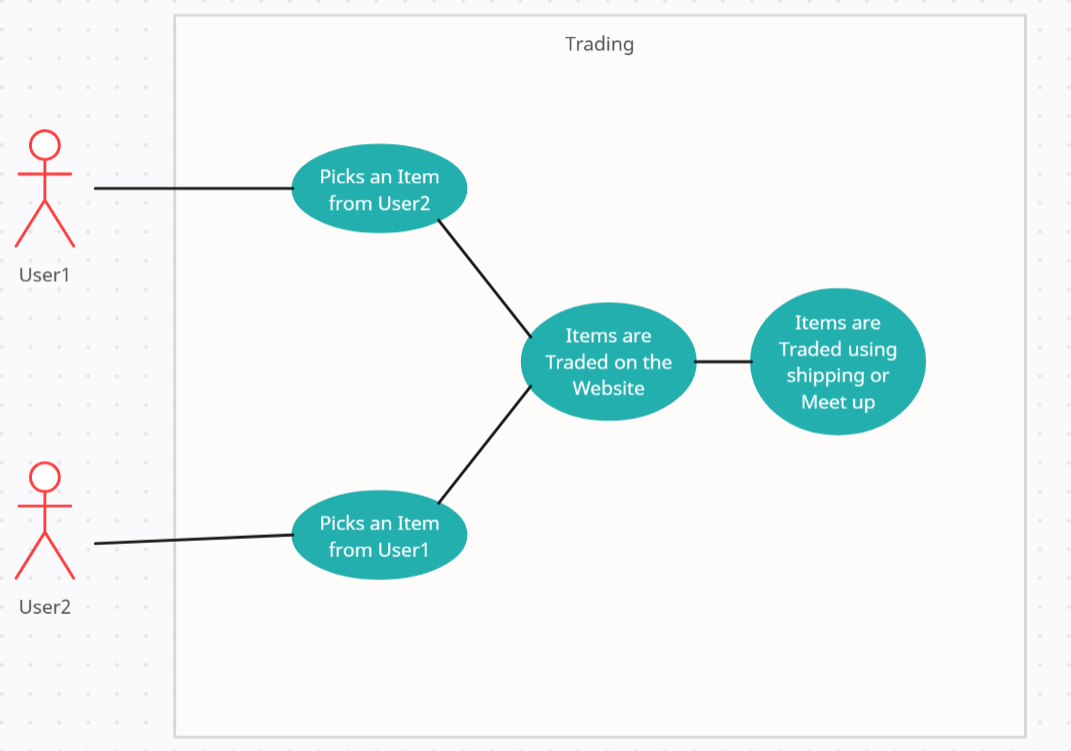 Trading
Picks an Item
from User2
User1
Items are
Traded on the
Website
Items are
Traded using
shipping or
Meet up
Picks an Item
from User1
User2